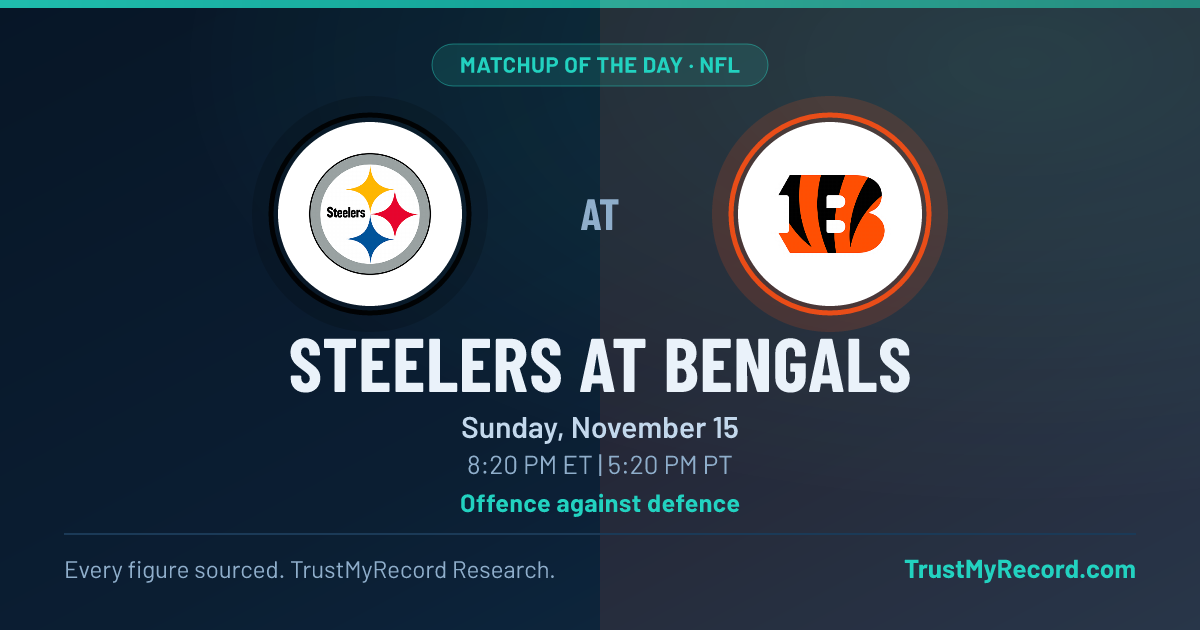 MATCHUP OF THE DAY · NFL
Steelers
AT
B
STEELERS AT BENGALS
Sunday, November 15
8:20 PM ET | 5:20 PM PT
Offence against defence
Every figure sourced. TrustMyRecord Research.
TrustMyRecord.com